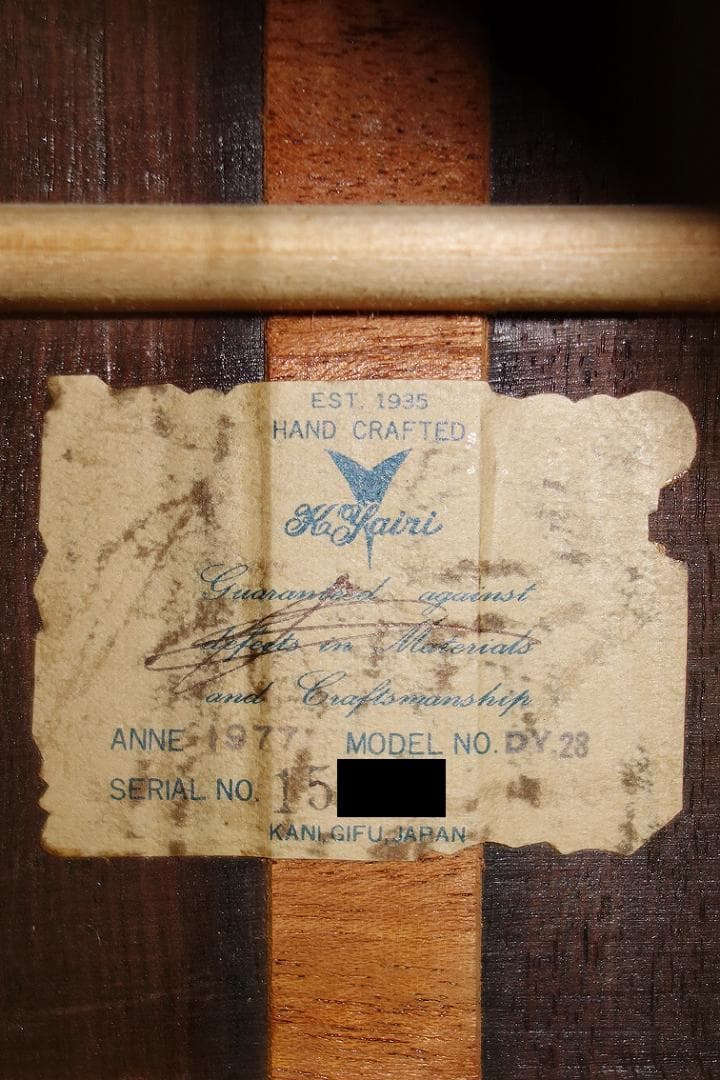 EST. 1935
HAND CRAFTED
K.Yairi
Guaranteed against
defects in Materials
and Craftsmanship
ANNE 1977 MODEL NO. DY.28
SERIAL NO. 15
KANI,GIFU,JAPAN